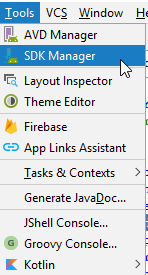 Tools VCS Window
AVD Manager
SDK Manager
Layout Inspector
Theme Editor
Firebase
App Links Assistant
Tasks & Contexts
Generate JavaDoc...
JShell Console...
Groovy Console...
Kotlin